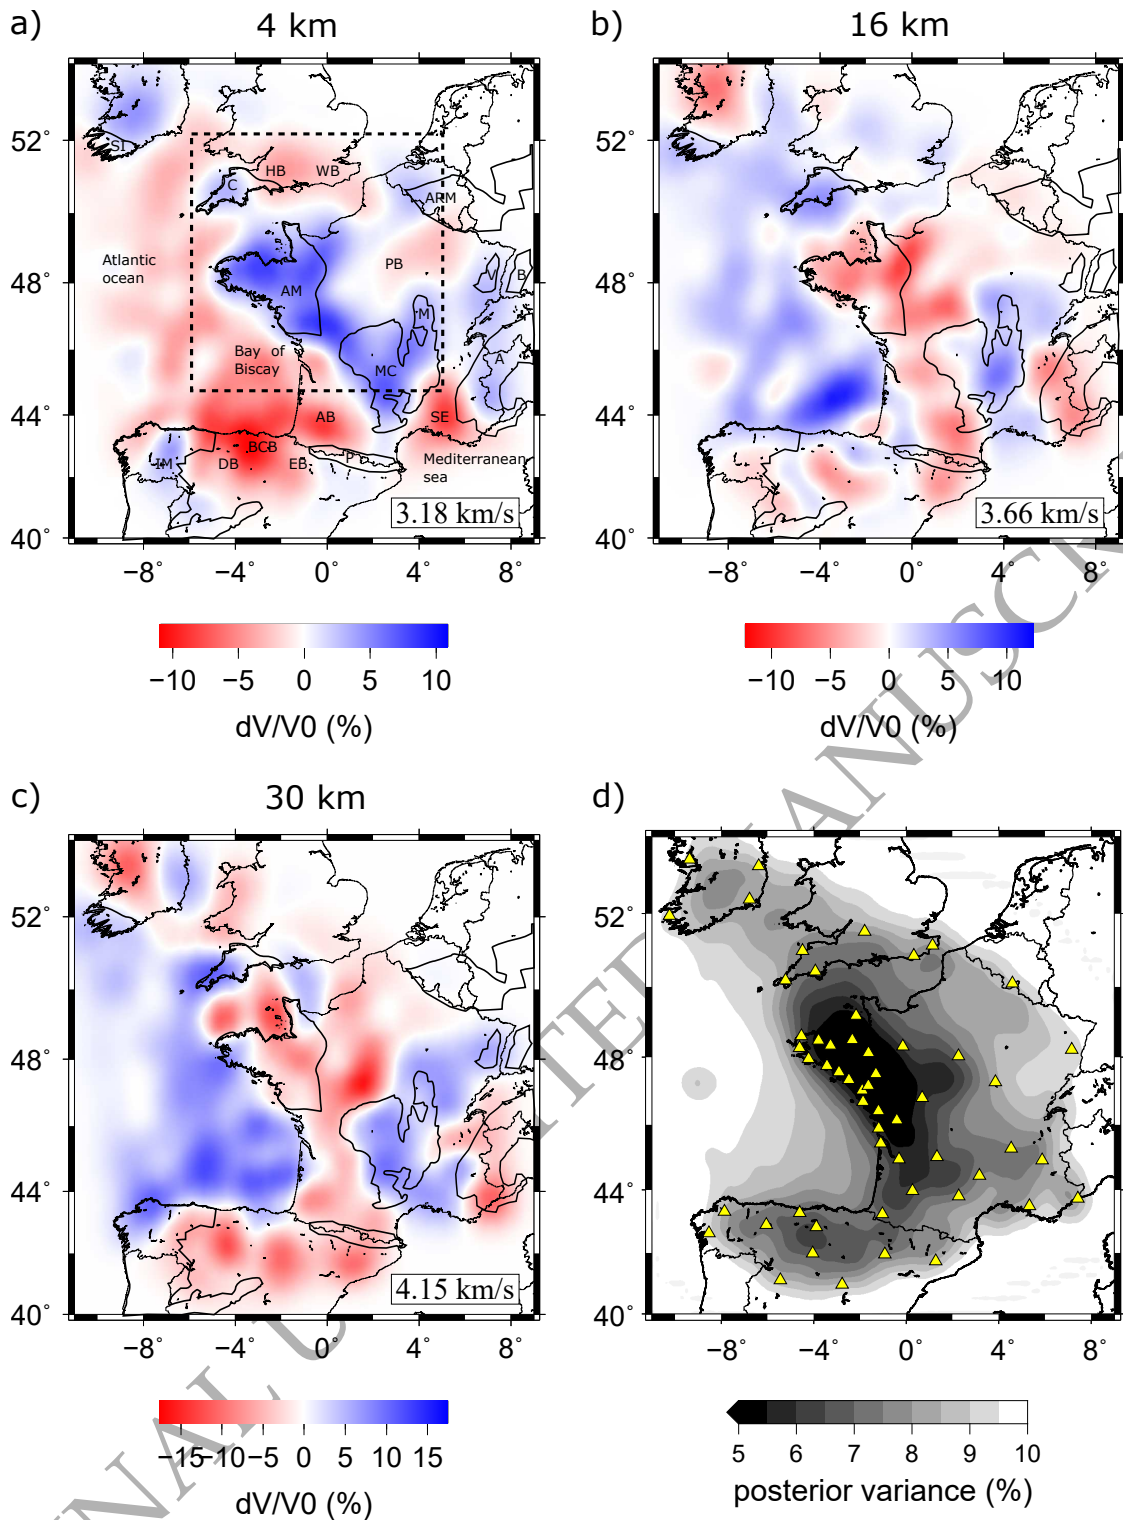 a)
4 km
b)
16 km
52°
48°
44°
40°
SI
C
HB
WB
ARM
Atlantic
ocean
PB
V
B
AM
M
Bay of
Biscay
MC
A
AB
SE
BCB
IM
DB
EB
P
Mediterranean
sea
3.18 km/s
−8° −4° 0° 4° 8°
52°
48°
44°
40°
3.66 km/s
−8° −4° 0° 4° 8°
−10 −5 0 5 10
dV/V0 (%)
−10 −5 0 5 10
dV/V0 (%)
c)
30 km
d)
52°
48°
44°
40°
4.15 km/s
−8° −4° 0° 4° 8°
52°
48°
44°
40°
−8° −4° 0° 4° 8°
−15 −10 −5 0 5 10 15
dV/V0 (%)
5 6 7 8 9 10
posterior variance (%)